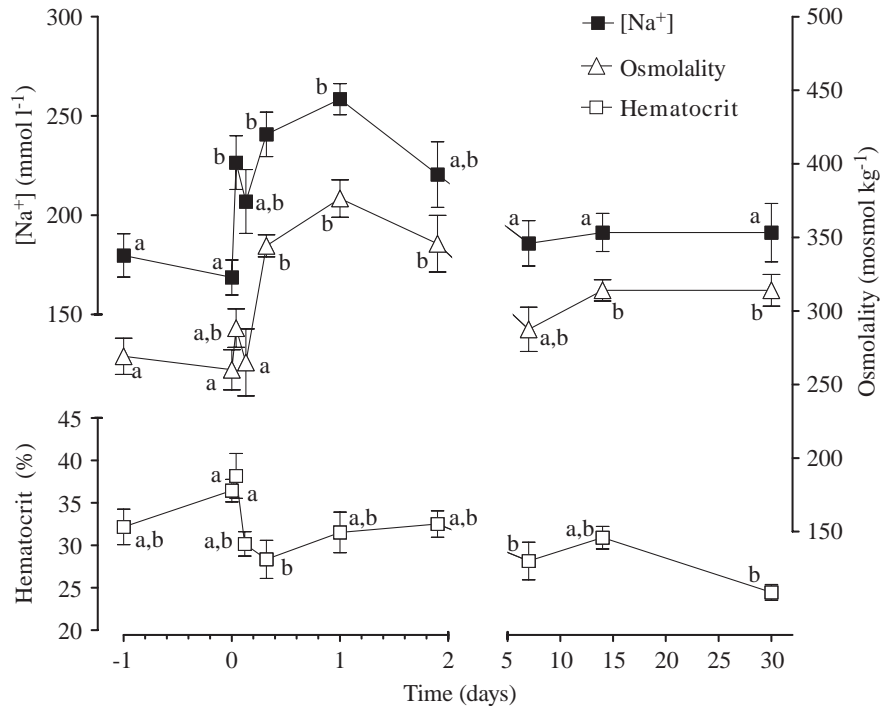 300
250
200
150
[Na⁺] (mmol l⁻¹)
500
450
400
350
300
250
200
150
Osmolality (mosmol kg⁻¹)
[Na⁺]
Osmolality
Hematocrit
a
a
b
a,b
b
b
a,b
a
a
a
a
a
a,b
a
b
b
b
a,b
b
b
45
40
35
30
25
20
Hematocrit (%)
a,b
a
a
a,b
b
a,b
a,b
b
a,b
b
-1
0
1
2
5
10
15
20
25
30
Time (days)